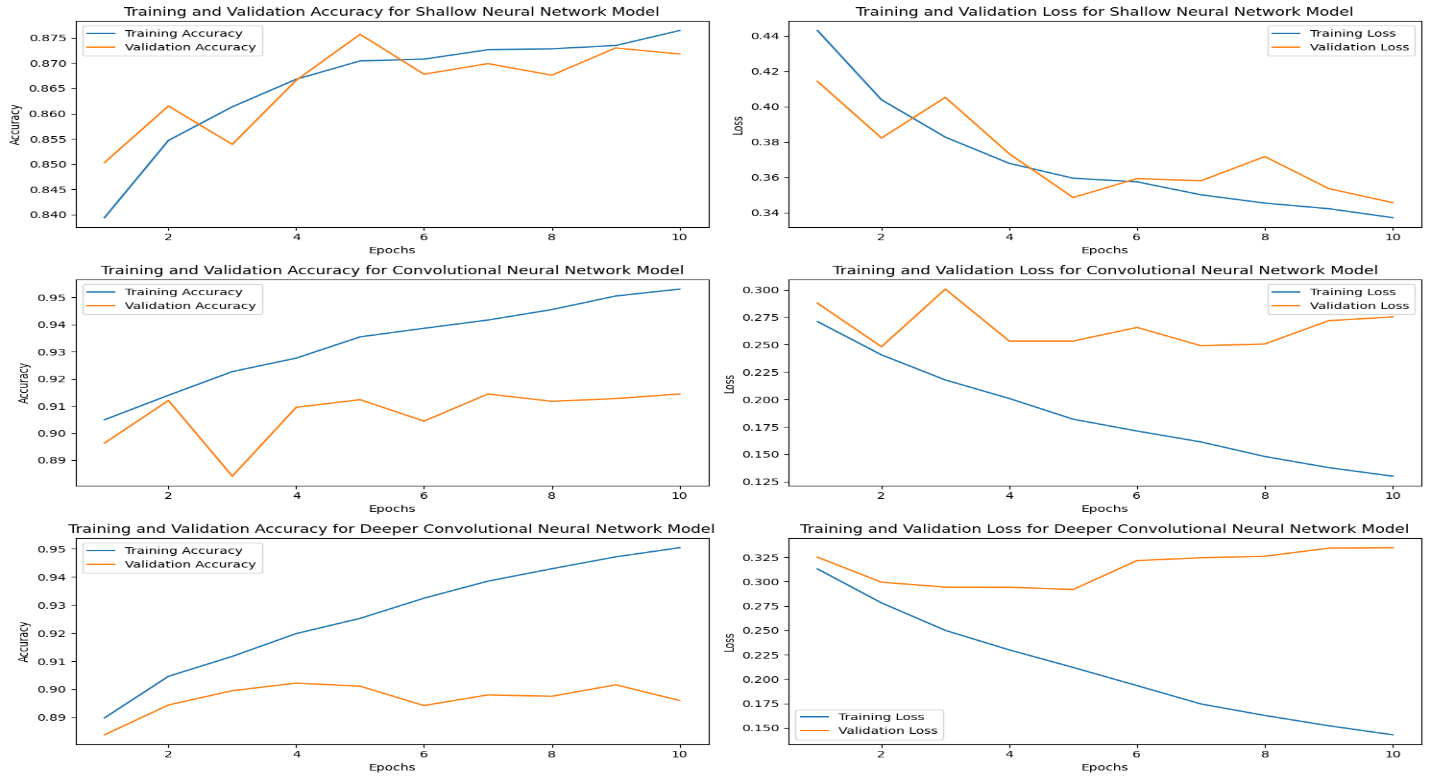 Training and Validation Accuracy for Shallow Neural Network Model
Training Accuracy
Validation Accuracy
Accuracy
0.875
0.870
0.865
0.860
0.855
0.850
0.845
0.840
2 4 6 8 10
Epochs
Training and Validation Loss for Shallow Neural Network Model
Training Loss
Validation Loss
Loss
0.44
0.42
0.40
0.38
0.36
0.34
2 4 6 8 10
Epochs
Training and Validation Accuracy for Convolutional Neural Network Model
Training Accuracy
Validation Accuracy
Accuracy
0.95
0.94
0.93
0.92
0.91
0.90
0.89
2 4 6 8 10
Epochs
Training and Validation Loss for Convolutional Neural Network Model
Training Loss
Validation Loss
Loss
0.300
0.275
0.250
0.225
0.200
0.175
0.150
0.125
2 4 6 8 10
Epochs
Training and Validation Accuracy for Deeper Convolutional Neural Network Model
Training Accuracy
Validation Accuracy
Accuracy
0.95
0.94
0.93
0.92
0.91
0.90
0.89
2 4 6 8 10
Epochs
Training and Validation Loss for Deeper Convolutional Neural Network Model
Loss
0.325
0.300
0.275
0.250
0.225
0.200
0.175
0.150
Training Loss
Validation Loss
2 4 6 8 10
Epochs